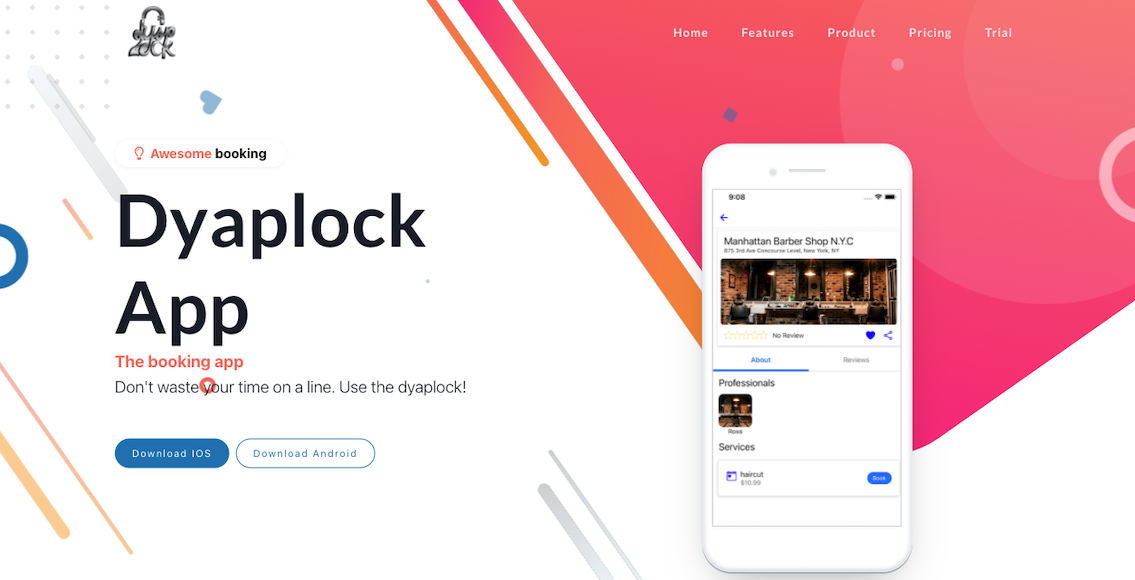 dyap
lock
Home Features Product Pricing Trial
Awesome booking
Dyaplock
App
The booking app
Don't waste your time on a line. Use the dyaplock!
Download IOS Download Android
9:08
Manhattan Barber Shop N.Y.C
875 3rd Ave Concourse Level, New York, NY
No Review
About Reviews
Professionals
Ross
Services
haircut
$10.99
Book